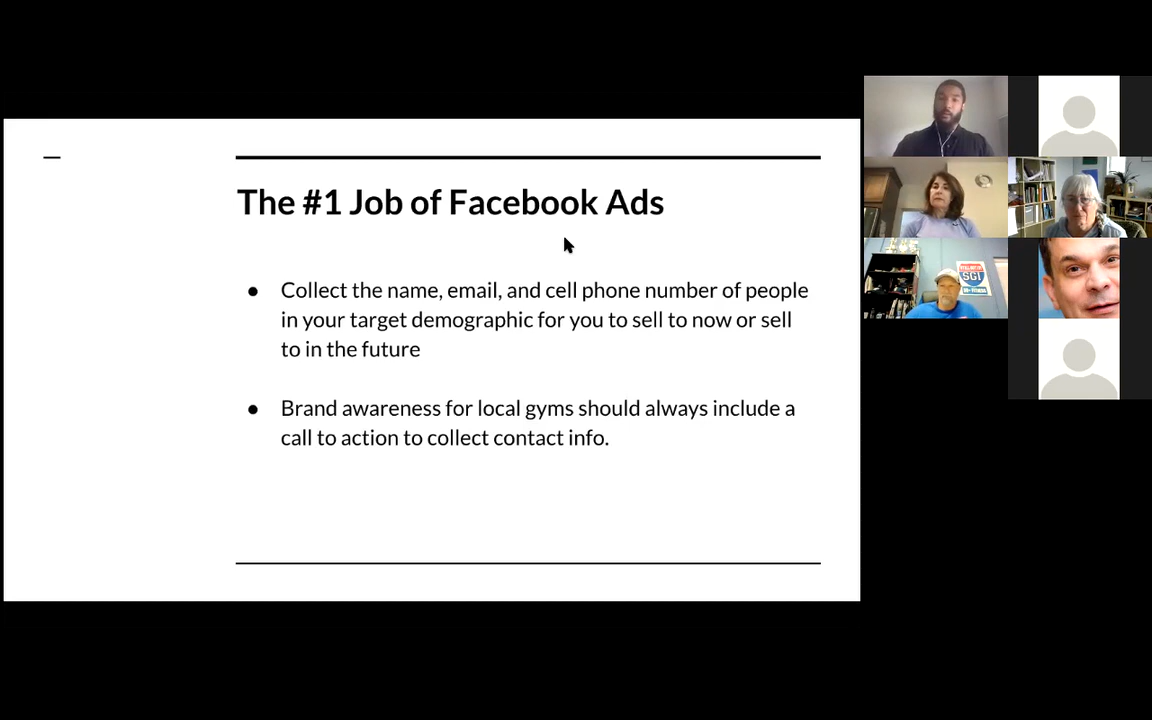 The #1 Job of Facebook Ads
● Collect the name, email, and cell phone number of people
in your target demographic for you to sell to now or sell
to in the future
● Brand awareness for local gyms should always include a
call to action to collect contact info.
SGI